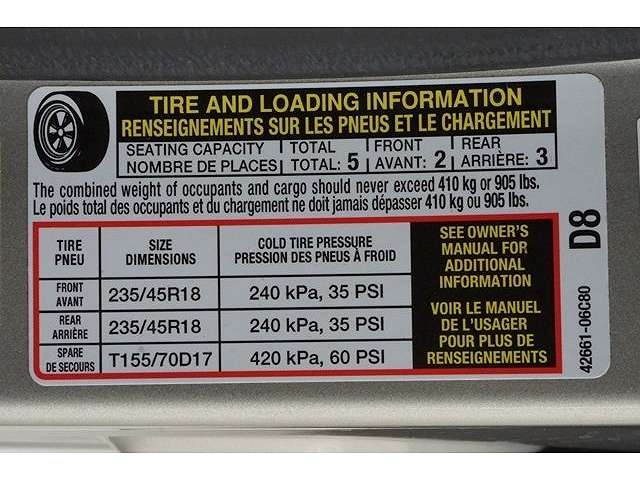 TIRE AND LOADING INFORMATION
RENSEIGNEMENTS SUR LES PNEUS ET LE CHARGEMENT
SEATING CAPACITY TOTAL FRONT REAR
NOMBRE DE PLACES TOTAL: 5 AVANT: 2 ARRIÈRE: 3
The combined weight of occupants and cargo should never exceed 410 kg or 905 lbs.
Le poids total des occupants et du chargement ne doit jamais dépasser 410 kg ou 905 lbs.
TIRE SIZE COLD TIRE PRESSURE
PNEU DIMENSIONS PRESSION DES PNEUS À FROID
FRONT
AVANT 235/45R18 240 kPa, 35 PSI
REAR
ARRIÈRE 235/45R18 240 kPa, 35 PSI
SPARE
DE SECOURS T155/70D17 420 kPa, 60 PSI
SEE OWNER'S
MANUAL FOR
ADDITIONAL
INFORMATION
VOIR LE MANUEL
DE L'USAGER
POUR PLUS DE
RENSEIGNEMENTS
D8
42661-06C80